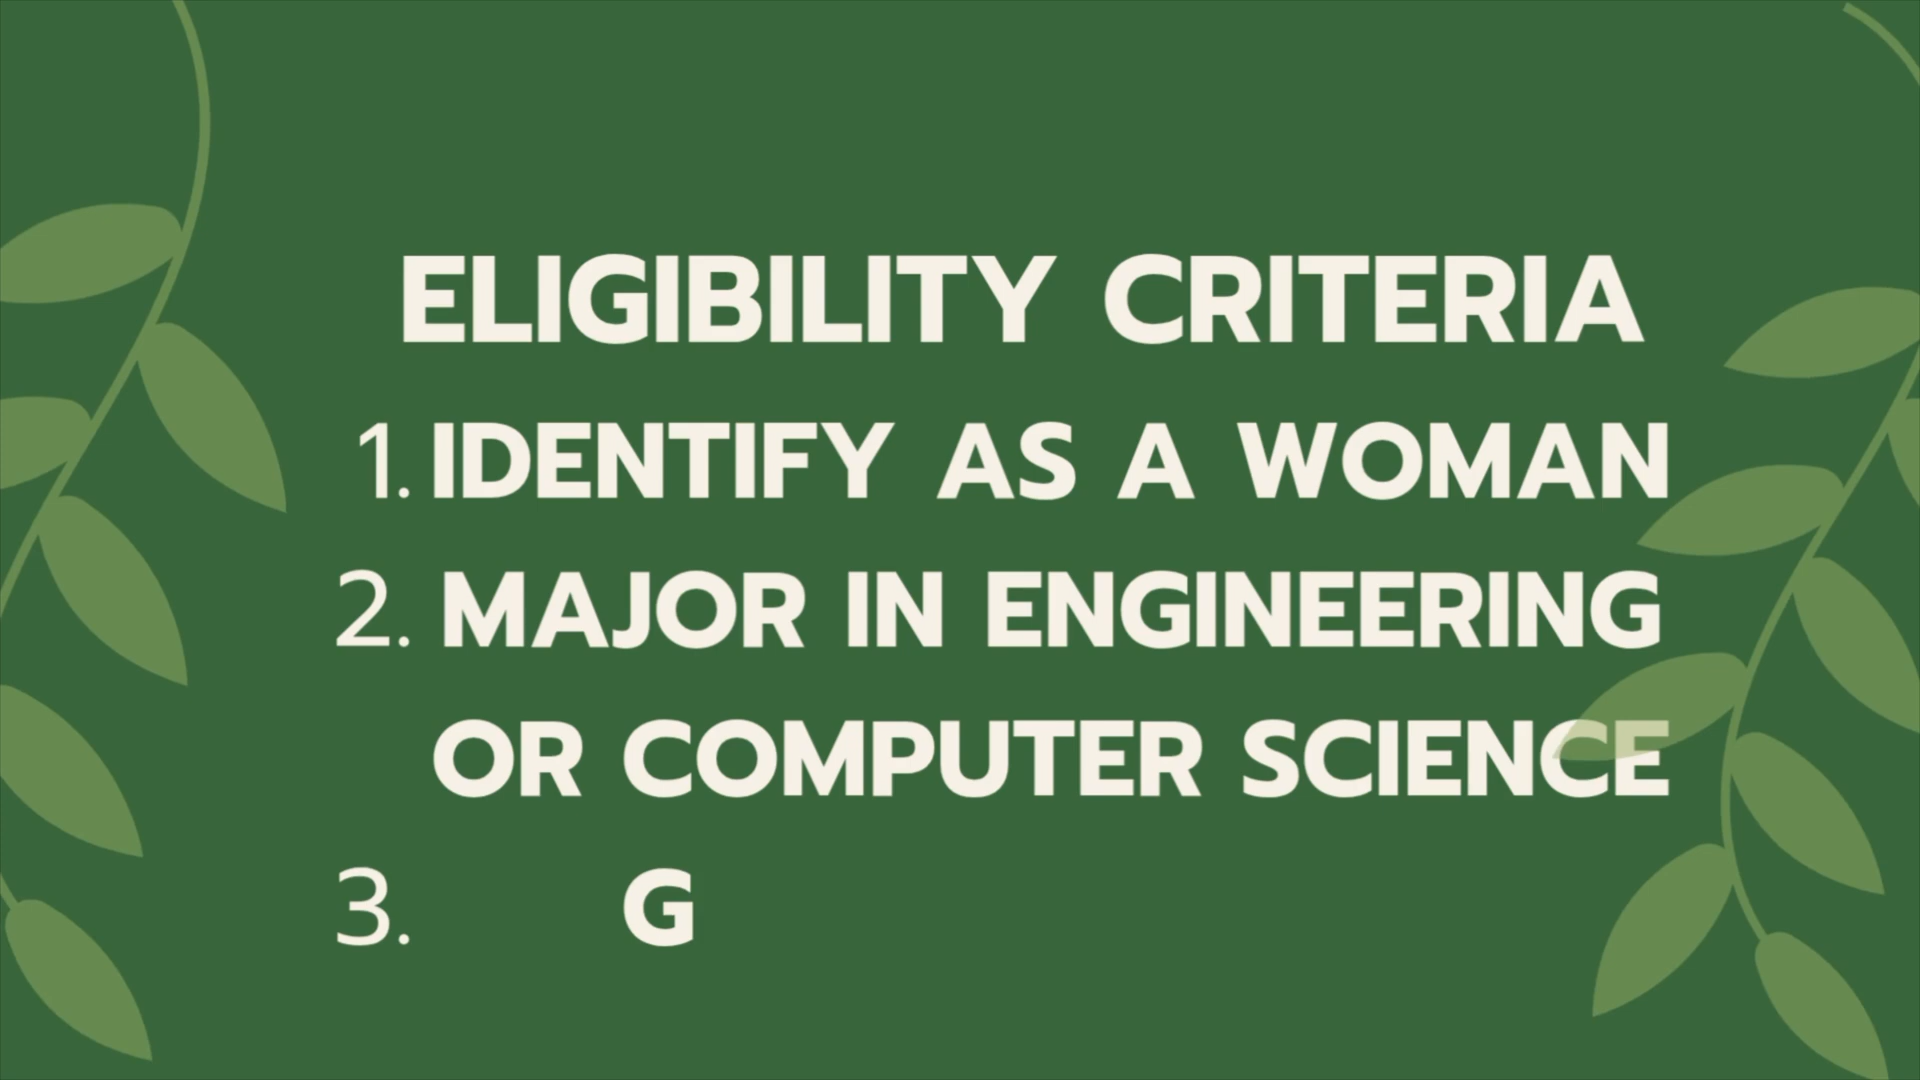 ELIGIBILITY CRITERIA
1. IDENTIFY AS A WOMAN
2. MAJOR IN ENGINEERING
OR COMPUTER SCIENCE
3. G